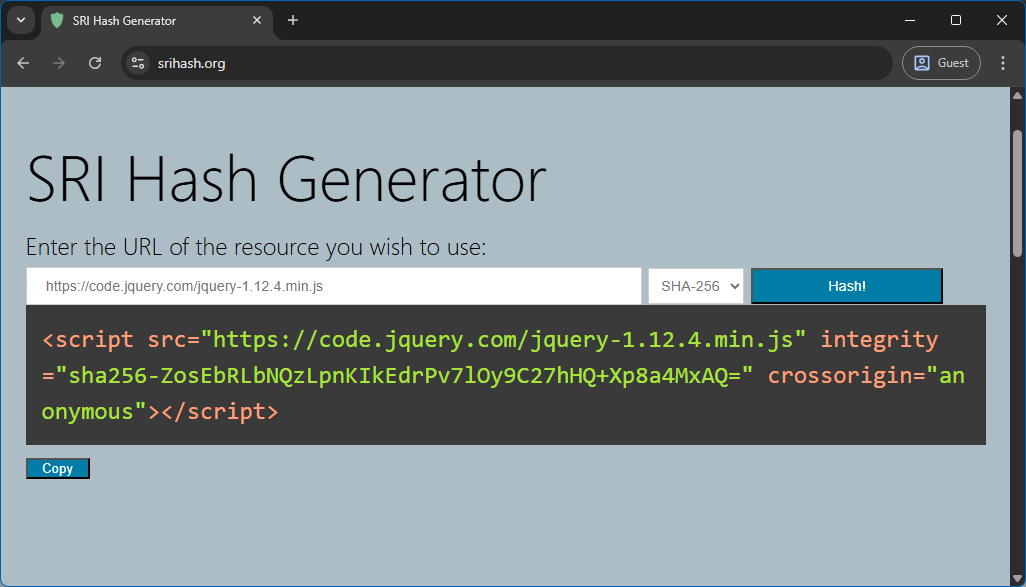 SRI Hash Generator
srihash.org
Guest
SRI Hash Generator
Enter the URL of the resource you wish to use:
https://code.jquery.com/jquery-1.12.4.min.js
SHA-256
Hash!
<script src="https://code.jquery.com/jquery-1.12.4.min.js" integrity
="sha256-ZosEbRLbNQzLpnKIkEdrPv7lOy9C27hHQ+Xp8a4MxAQ=" crossorigin="an
onymous"></script>
Copy